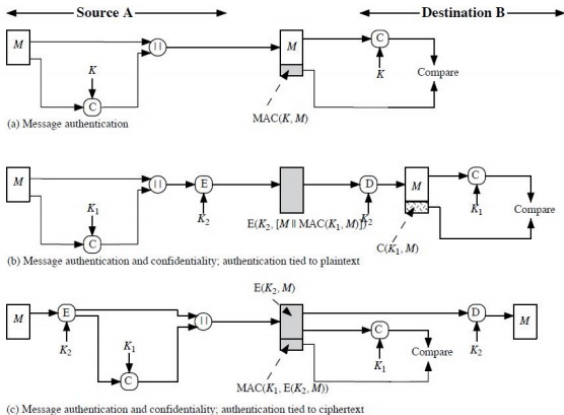 Source A
Destination B
M
||
K
C
M
MAC(K, M)
C
K
Compare
(a) Message authentication
M
K1
C
||
E
K2
E(K2, [M || MAC(K1, M)])
D
K2
M
C(K1, M)
C
K1
Compare
(b) Message authentication and confidentiality; authentication tied to plaintext
M
E
K2
K1
C
||
E(K2, M)
MAC(K1, E(K2, M))
C
K1
Compare
D
K2
M
(c) Message authentication and confidentiality; authentication tied to ciphertext